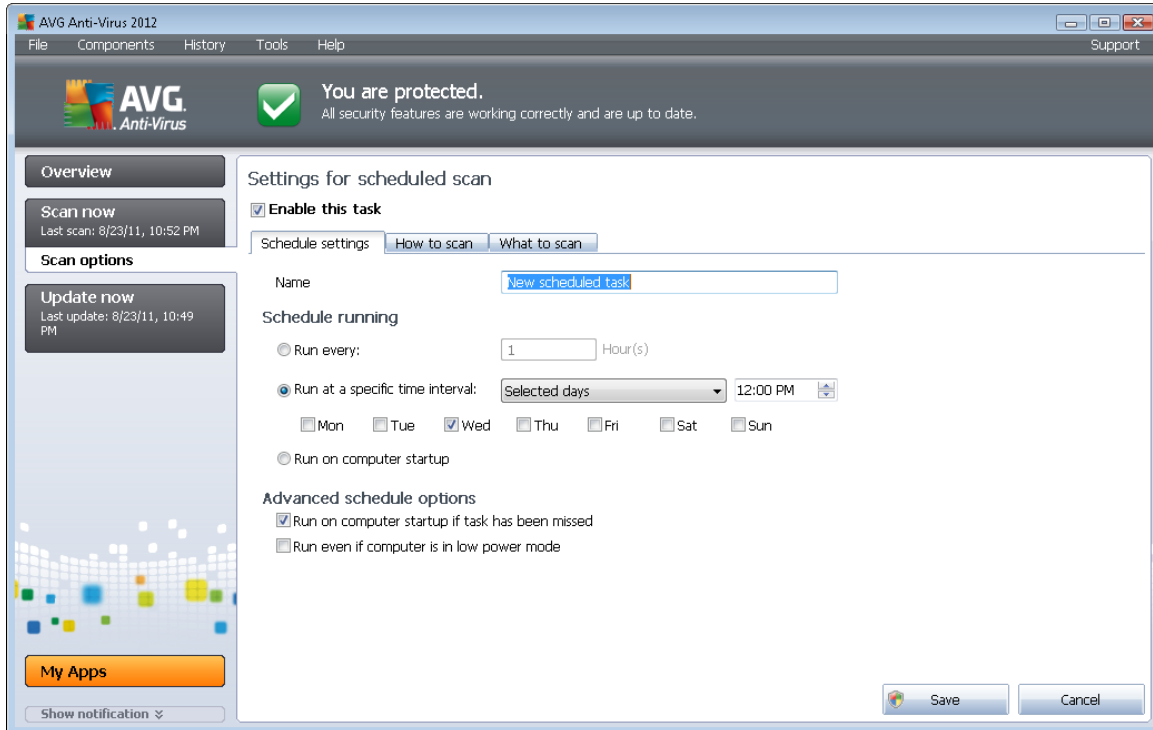 AVG Anti-Virus 2012
File Components History Tools Help Support
AVG.
Anti-Virus
You are protected.
All security features are working correctly and are up to date.
Overview
Scan now
Last scan: 8/23/11, 10:52 PM
Scan options
Update now
Last update: 8/23/11, 10:49
PM
My Apps
Show notification
Settings for scheduled scan
Enable this task
Schedule settings How to scan What to scan
Name New scheduled task
Schedule running
Run every: 1 Hour(s)
Run at a specific time interval: Selected days 12:00 PM
Mon Tue Wed Thu Fri Sat Sun
Run on computer startup
Advanced schedule options
Run on computer startup if task has been missed
Run even if computer is in low power mode
Save Cancel